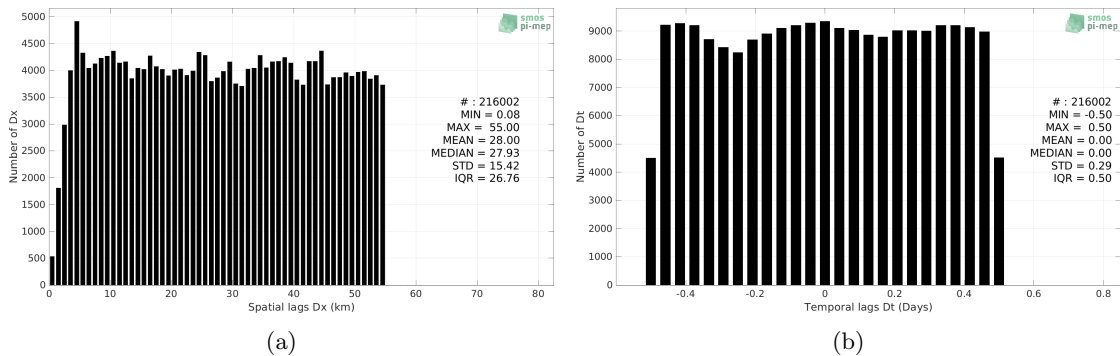 5000
4500
4000
3500
3000
2500
2000
1500
1000
500
0
Number of Dx
0 10 20 30 40 50 60 70 80
Spatial lags Dx (km)
smos
pi-mep
# : 216002
MIN = 0.08
MAX = 55.00
MEAN = 28.00
MEDIAN = 27.93
STD = 15.42
IQR = 26.76
(a)
9000
8000
7000
6000
5000
4000
3000
2000
1000
0
Number of Dt
-0.4 -0.2 0 0.2 0.4 0.6 0.8
Temporal lags Dt (Days)
smos
pi-mep
# : 216002
MIN = -0.50
MAX = 0.50
MEAN = 0.00
MEDIAN = 0.00
STD = 0.29
IQR = 0.50
(b)